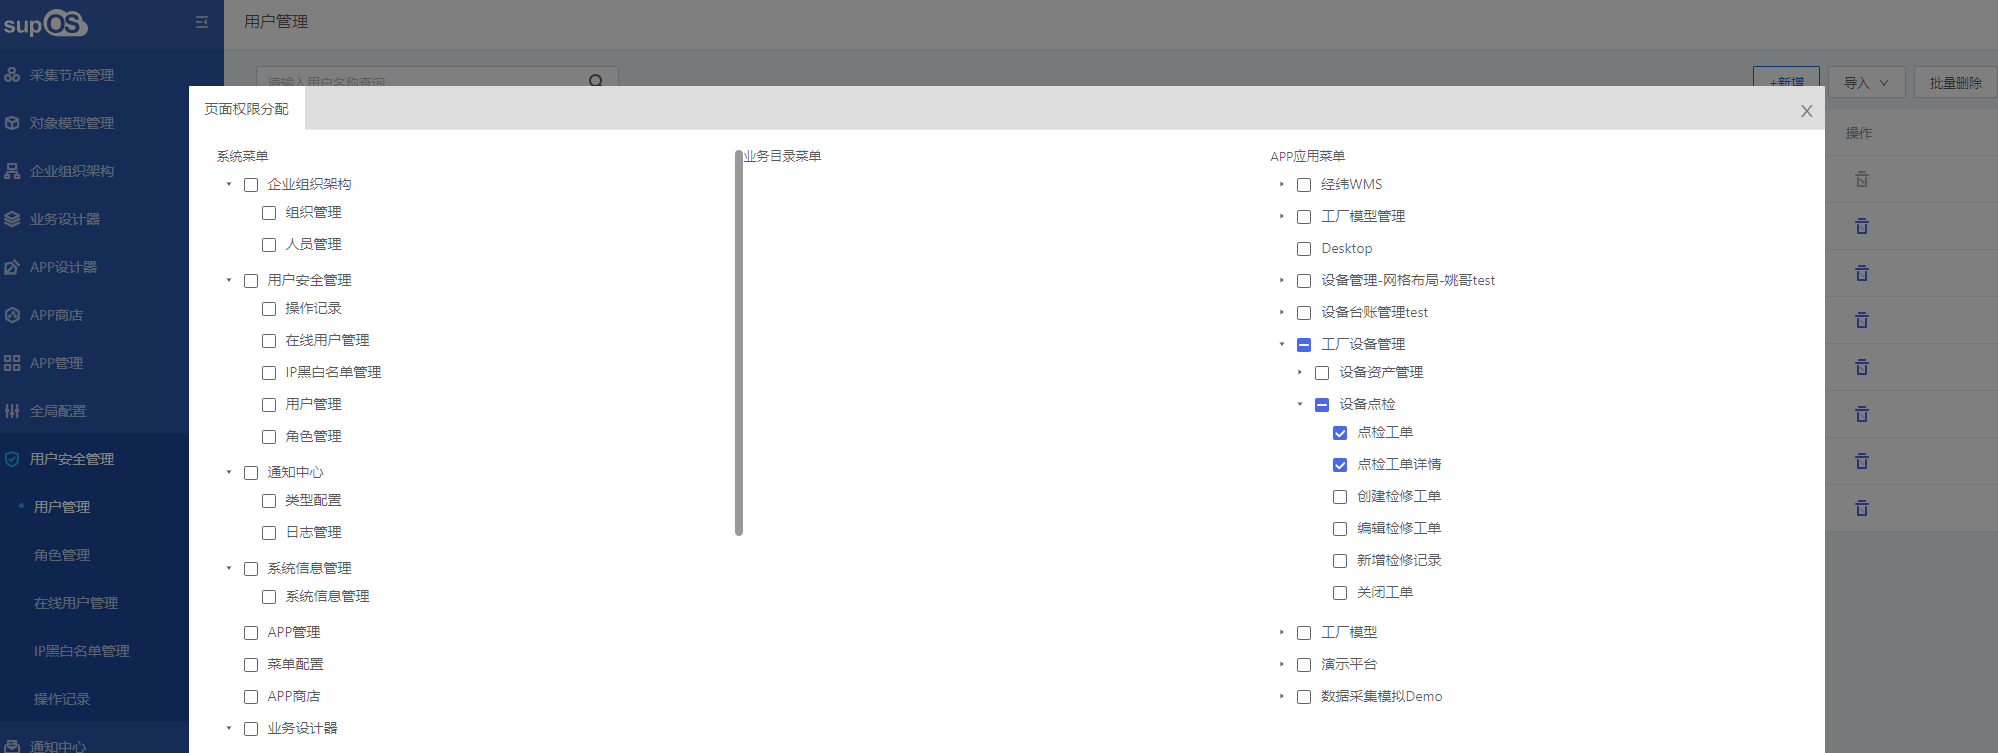 supOS
采集节点管理
对象模型管理
企业组织架构
业务设计器
APP设计器
APP商店
APP管理
全局配置
用户安全管理
用户管理
角色管理
在线用户管理
IP黑白名单管理
操作记录
通知中心
用户管理
请输入用户名称查询
+新增
导入
批量删除
操作
页面权限分配
X
系统菜单
企业组织架构
组织管理
人员管理
用户安全管理
操作记录
在线用户管理
IP黑白名单管理
用户管理
角色管理
通知中心
类型配置
日志管理
系统信息管理
系统信息管理
APP管理
菜单配置
APP商店
业务设计器
业务目录菜单
APP应用菜单
经纬WMS
工厂模型管理
Desktop
设备管理-网格布局-姚哥test
设备台账管理test
工厂设备管理
设备资产管理
设备点检
点检工单
点检工单详情
创建检修工单
编辑检修工单
新增检修记录
关闭工单
工厂模型
演示平台
数据采集模拟Demo